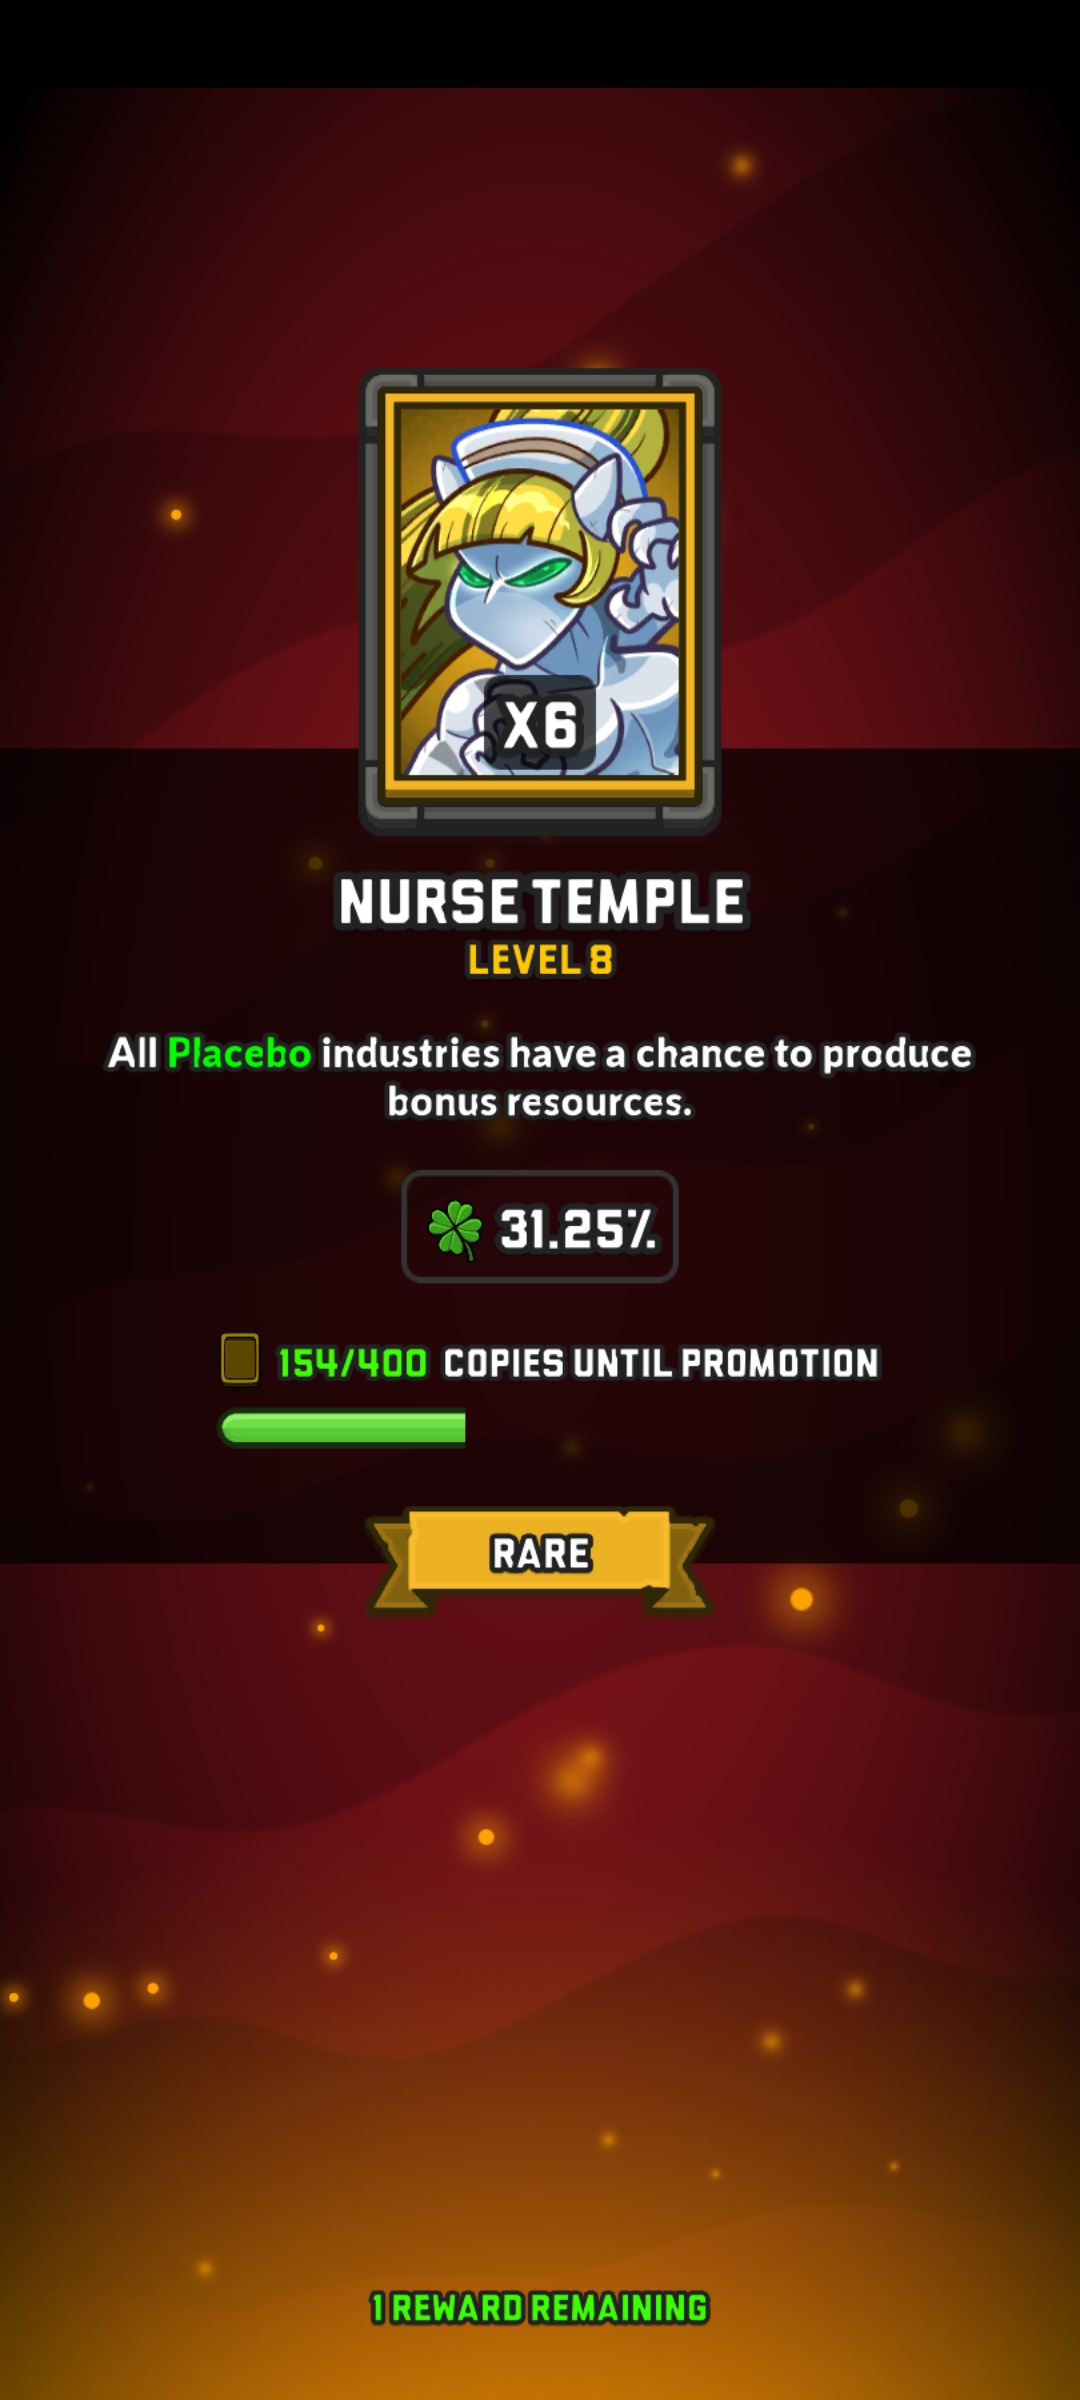 X6
NURSE TEMPLE
LEVEL 8
All Placebo industries have a chance to produce
bonus resources.
31.25%
154/400 COPIES UNTIL PROMOTION
RARE
1 REWARD REMAINING